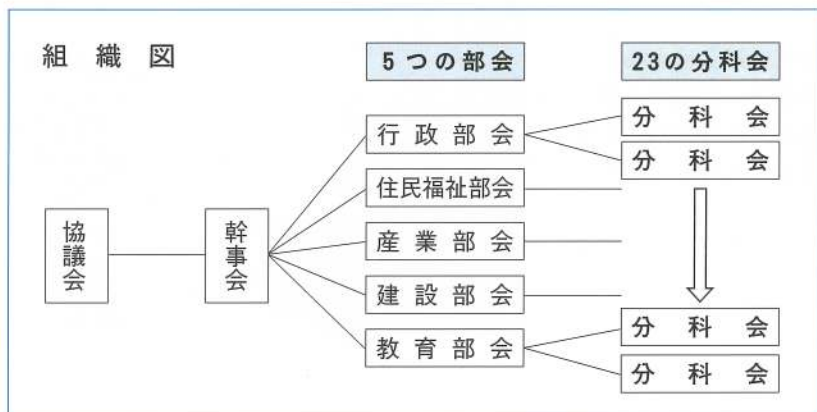 組織図
5つの部会
23の分科会
協議会
幹事会
行政部会
住民福祉部会
産業部会
建設部会
教育部会
分科会
分科会
分科会
分科会